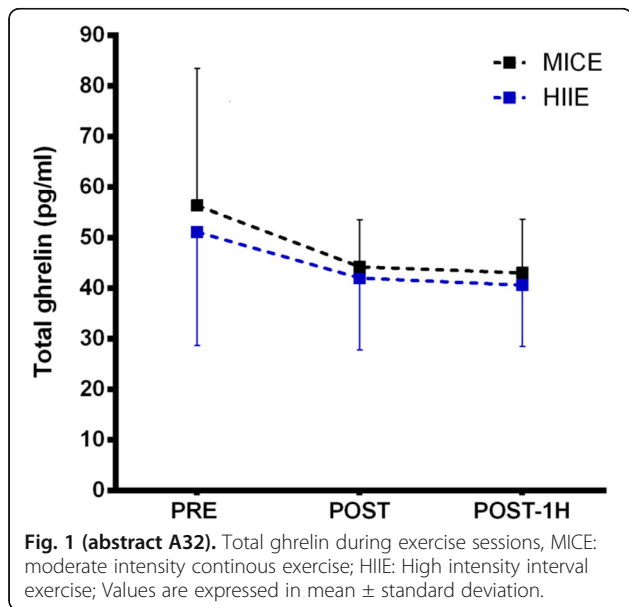 90
80
70
60
50
40
30
20
10
0
Total ghrelin (pg/ml)
MICE
HIIE
PRE POST POST-1H
Fig. 1 (abstract A32). Total ghrelin during exercise sessions, MICE:
moderate intensity continous exercise; HIIE: High intensity interval
exercise; Values are expressed in mean ± standard deviation.